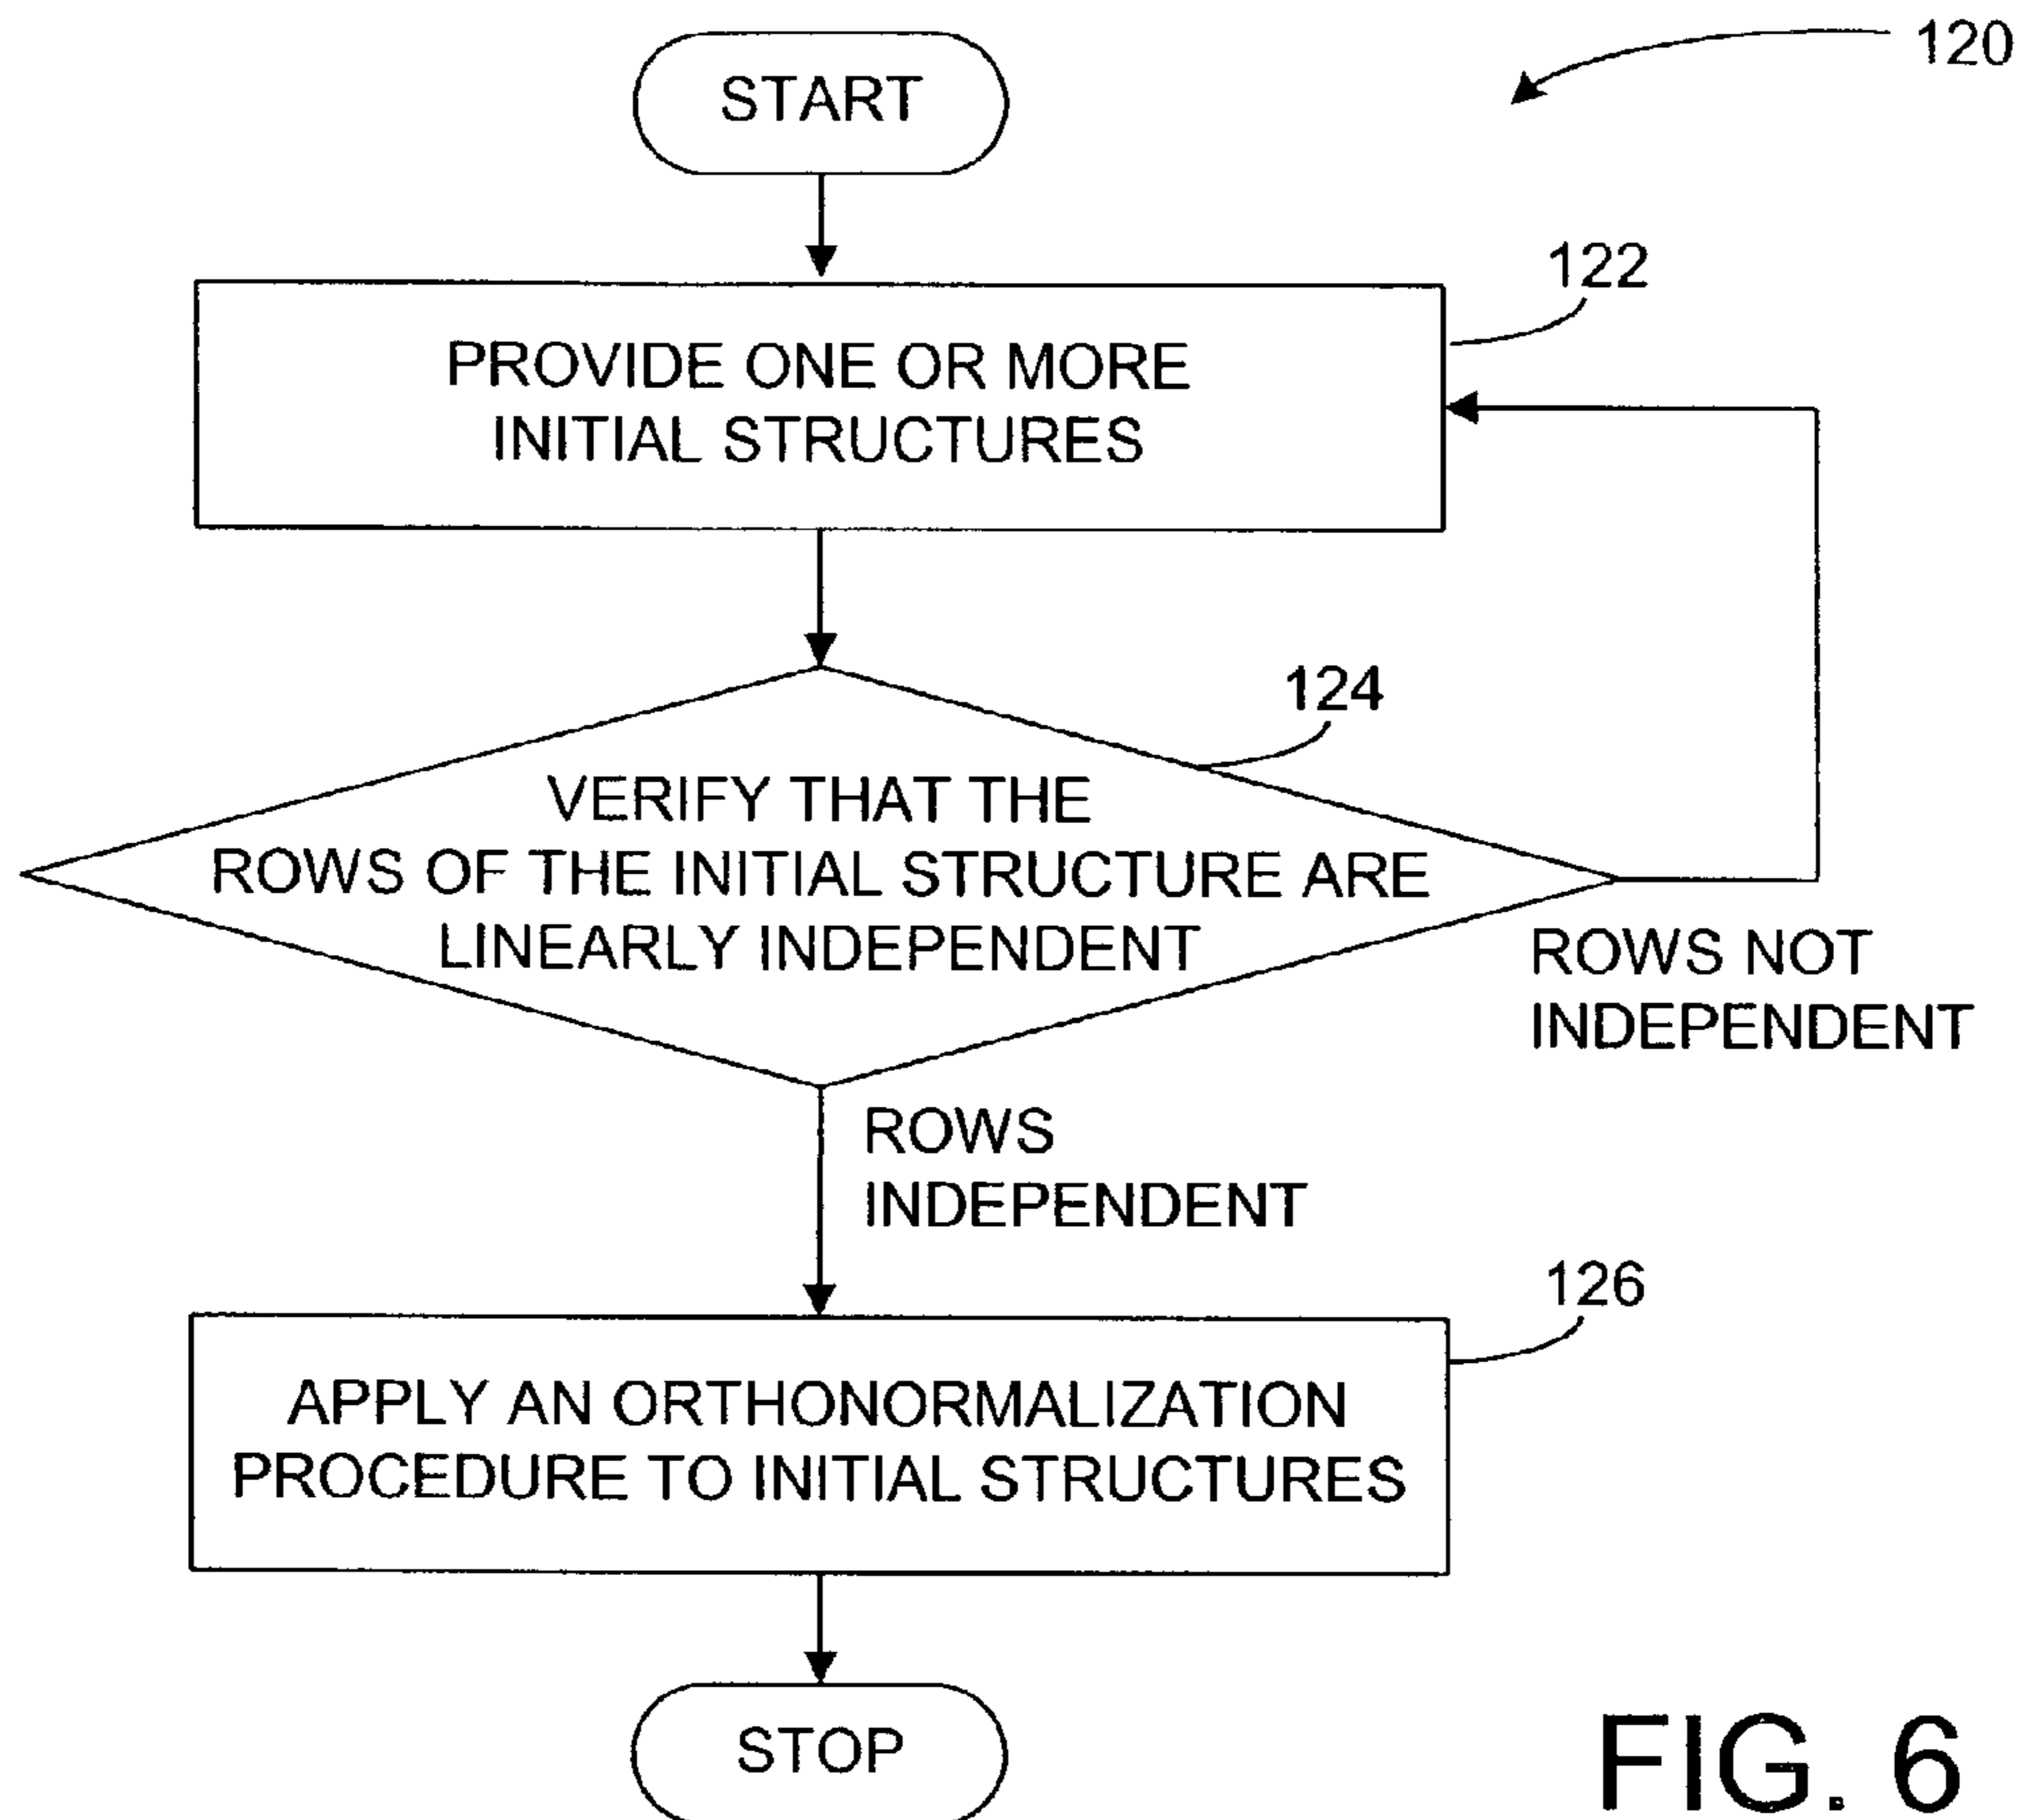 120
START
122
PROVIDE ONE OR MORE
INITIAL STRUCTURES
124
VERIFY THAT THE
ROWS OF THE INITIAL STRUCTURE ARE
LINEARLY INDEPENDENT
ROWS NOT
INDEPENDENT
ROWS
INDEPENDENT
126
APPLY AN ORTHONORMALIZATION
PROCEDURE TO INITIAL STRUCTURES
STOP
FIG. 6